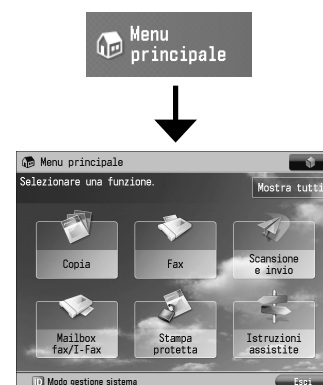 Menu
principale
Menu principale
Selezionare una funzione.
Mostra tutti
Copia
Fax
Scansione
e invio
Mailbox
fax/I-Fax
Stampa
protetta
Istruzioni
assistite
ID Modo gestione sistema
Esci